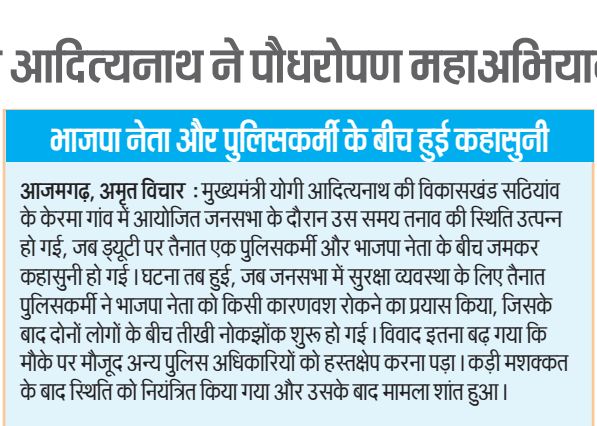 आदित्यनाथ ने पौधरोपण
भाजपा नेता और पुलिसकर्मी के बीच हुई कहासुनी
आजमगढ़, अमृत विचार : मुख्यमंत्री योगी आदित्यनाथ की विकासखंड सठियांव
के केरमा गांव में आयोजित जनसभा के दौरान उस समय तनाव की स्थिति उत्पन्न
हो गई, जब ड्यूटी पर तैनात एक पुलिसकर्मी और भाजपा नेता के बीच जमकर
कहासुनी हो गई। घटना तब हुई, जब जनसभा में सुरक्षा व्यवस्था के लिए तैनात
पुलिसकर्मी ने भाजपा नेता को किसी कारणवश रोकने का प्रयास किया, जिसके
बाद दोनों लोगों के बीच तीखी नोकझोंक शुरू हो गई। विवाद इतना बढ़ गया कि
मौके पर मौजूद अन्य पुलिस अधिकारियों को हस्तक्षेप करना पड़ा। कड़ी मशक्कत
के बाद स्थिति को नियंत्रित किया गया और उसके बाद मामला शांत हुआ।